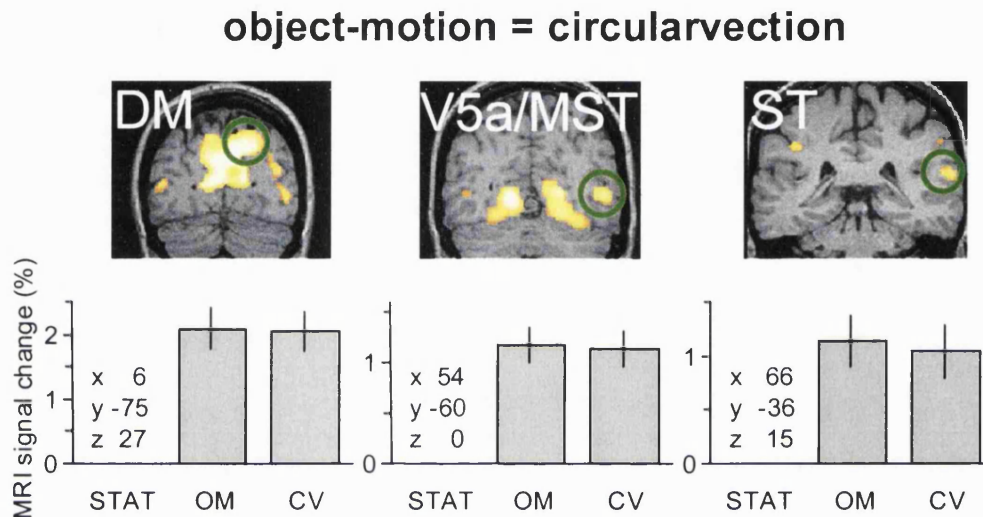 object-motion = circularvection
DM
V5a/MST
ST
MRI signal change (%)
2
1
0
x 6
y -75
z 27
STAT OM CV
1
0
x 54
y -60
z 0
STAT OM CV
1
0
x 66
y -36
z 15
STAT OM CV